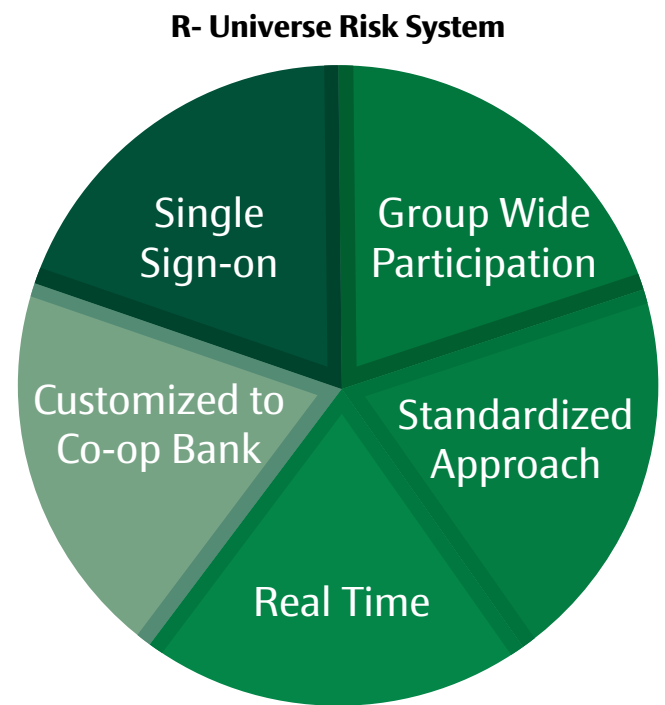 R- Universe Risk System
Single
Sign-on
Group Wide
Participation
Customized to
Co-op Bank
Standardized
Approach
Real Time